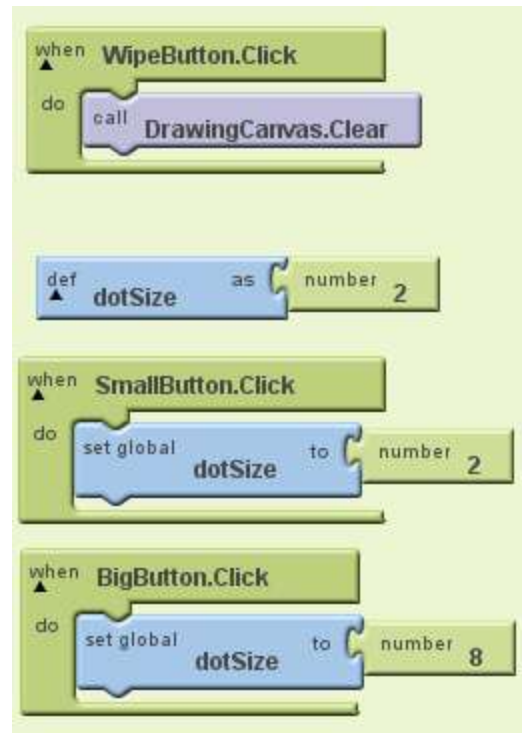 when WipeButton.Click
do call DrawingCanvas.Clear
def dotSize as number 2
when SmallButton.Click
do set global dotSize to number 2
when BigButton.Click
do set global dotSize to number 8